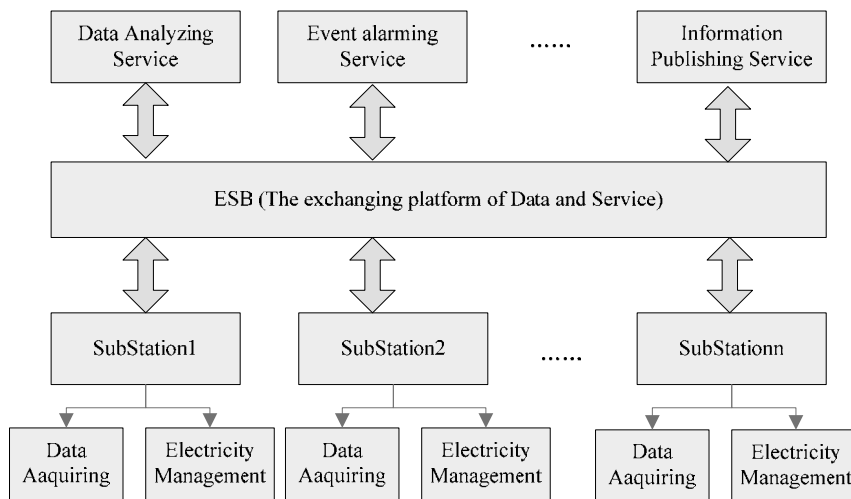 Data Analyzing
Service
Event alarming
Service
……
Information
Publishing Service
ESB (The exchanging platform of Data and Service)
SubStation1
SubStation2
……
SubStationn
Data
Aaquiring
Electricity
Management
Data
Aaquiring
Electricity
Management
Data
Aaquiring
Electricity
Management